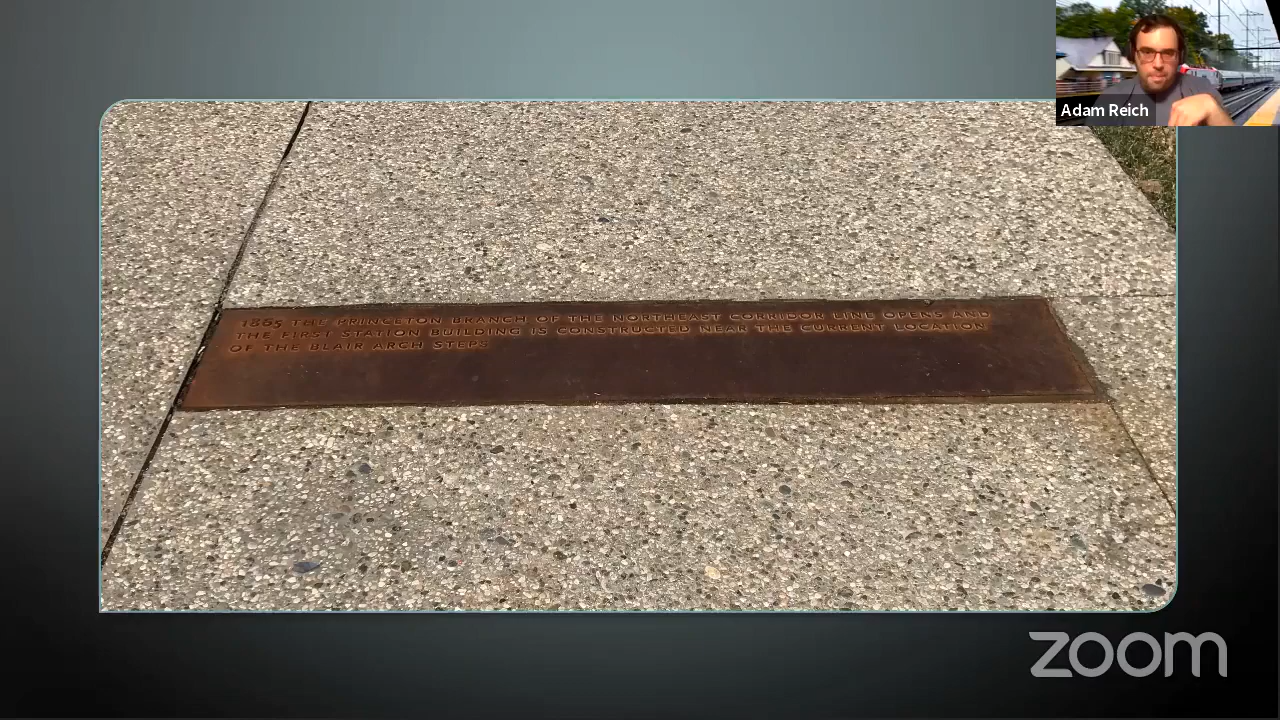 Adam Reich
1865 THE PRINCETON BRANCH OF THE NORTHEAST CORRIDOR LINE OPENS AND
THE FIRST STATION BUILDING IS CONSTRUCTED NEAR THE CURRENT LOCATION
OF THE BLAIR ARCH STEPS
zoom